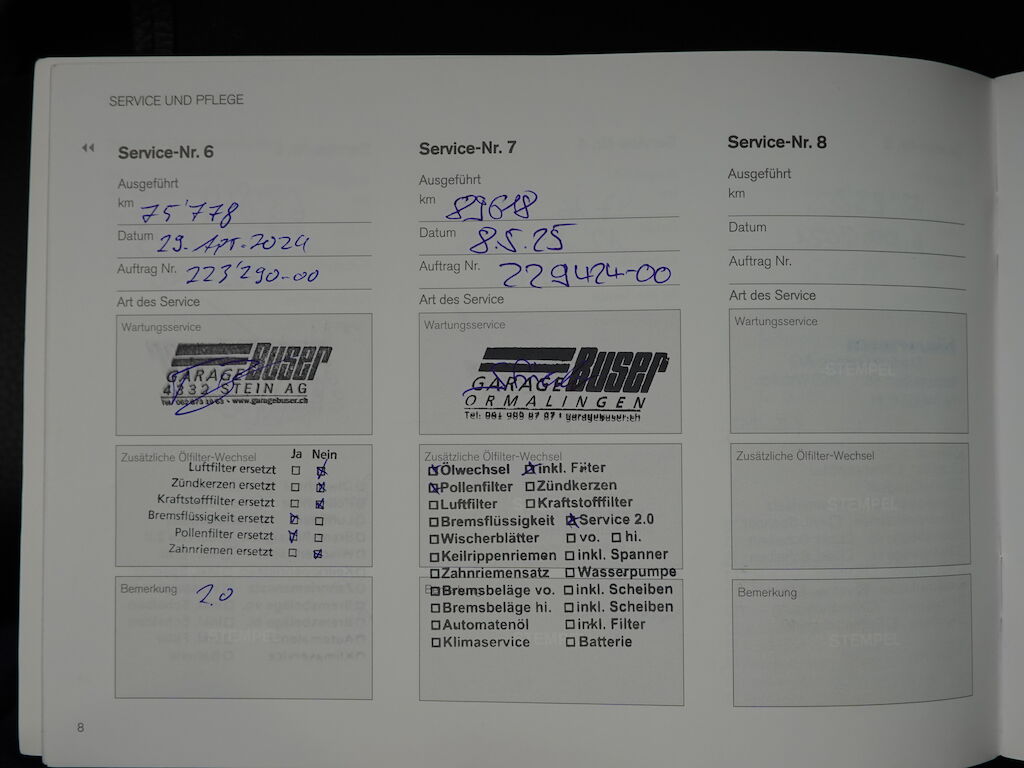 SERVICE UND PFLEGE
Service-Nr. 6
Ausgeführt
km 75'778
Datum 29. Apr. 2024
Auftrag Nr. 223'290-00
Art des Service
Wartungsservice
GARAGE Buser
4332 STEIN AG
www.garagebuser.ch
Zusätzliche Ölfilter-Wechsel
Ja Nein
Luftfilter ersetzt
Zündkerzen ersetzt
Kraftstofffilter ersetzt
Bremsflüssigkeit ersetzt
Pollenfilter ersetzt
Zahnriemen ersetzt
Bemerkung 2.0
STEMPEL
Service-Nr. 7
Ausgeführt
km 89618
Datum 8.5.25
Auftrag Nr. 229424-00
Art des Service
Wartungsservice
GARAGE Buser
ORMALINGEN
garagebuser.ch
Zusätzliche Ölfilter-Wechsel
Ölwechsel inkl. Filter
Pollenfilter Zündkerzen
Luftfilter Kraftstofffilter
Bremsflüssigkeit Service 2.0
Wischerblätter vo. hi.
Keilrippenriemen inkl. Spanner
Zahnriemensatz Wasserpumpe
Bremsbeläge vo. inkl. Scheiben
Bremsbeläge hi. inkl. Scheiben
Automatenöl inkl. Filter
Klimaservice Batterie
Service-Nr. 8
Ausgeführt
km
Datum
Auftrag Nr.
Art des Service
Wartungsservice
STEMPEL
Zusätzliche Ölfilter-Wechsel
STEMPEL
Bemerkung
STEMPEL
8